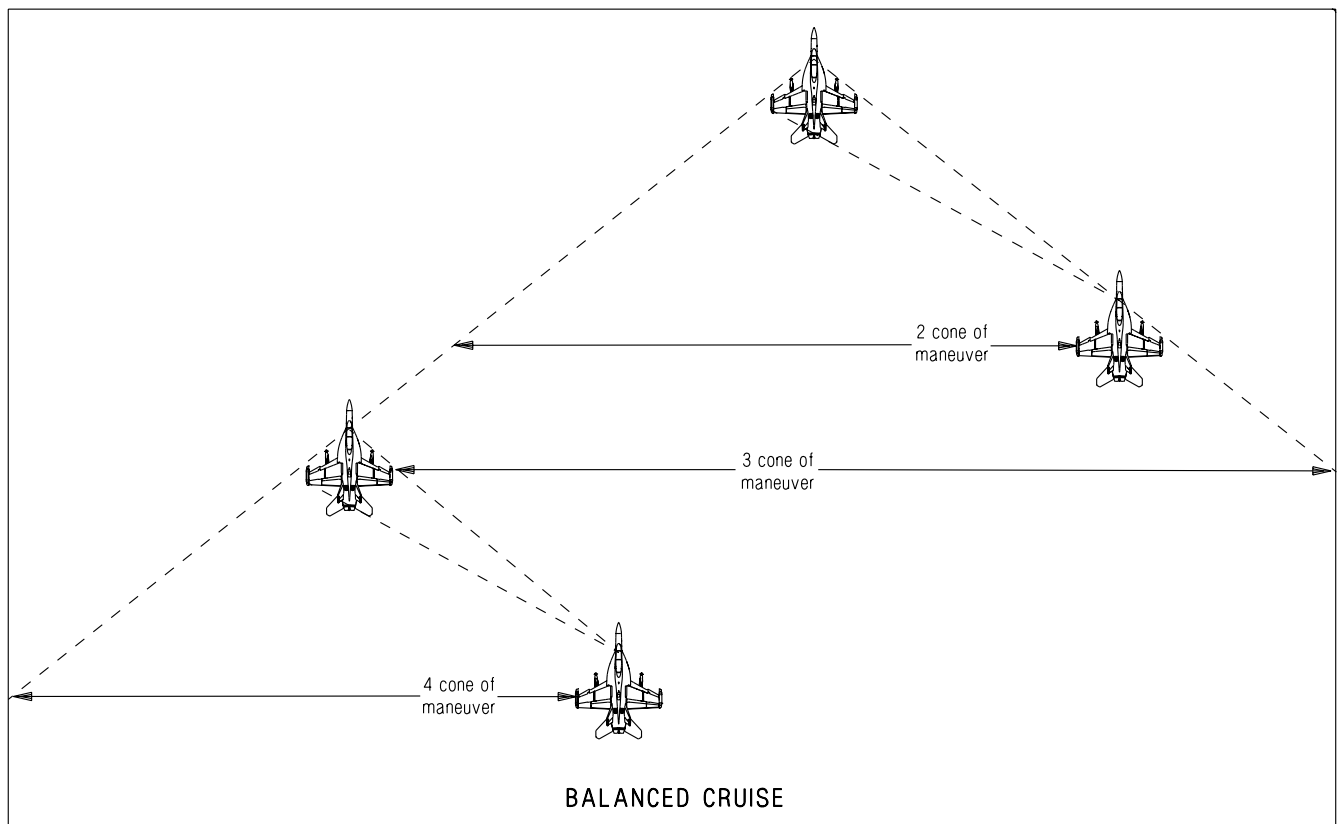 2 cone of
maneuver
3 cone of
maneuver
4 cone of
maneuver
BALANCED CRUISE